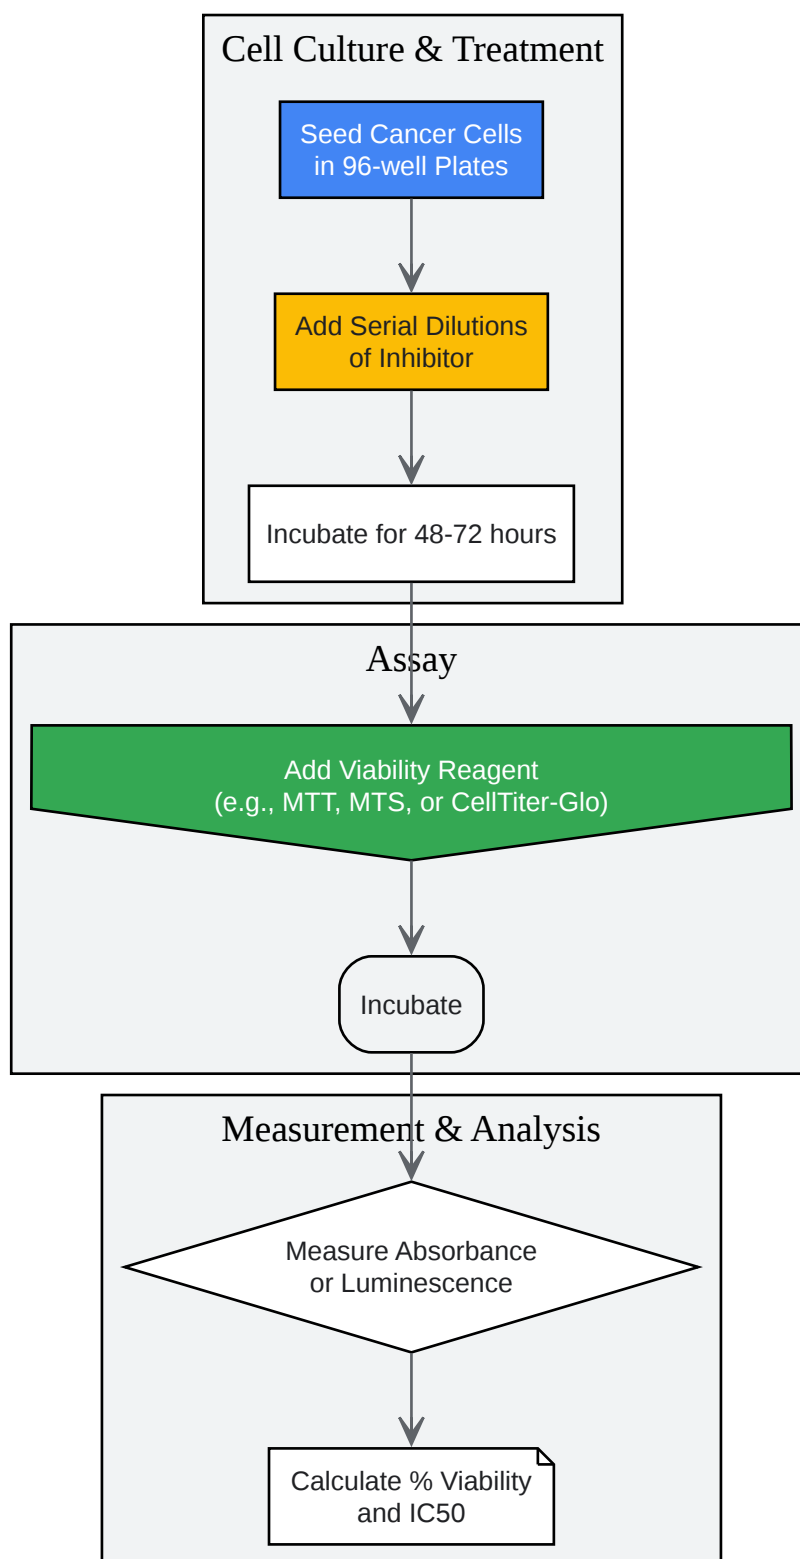 Cell Culture & Treatment
Seed Cancer Cells
in 96-well Plates
Add Serial Dilutions
of Inhibitor
Incubate for 48-72 hours
Assay
Add Viability Reagent
(e.g., MTT, MTS, or CellTiter-Glo)
Incubate
Measurement & Analysis
Measure Absorbance
or Luminescence
Calculate % Viability
and IC50